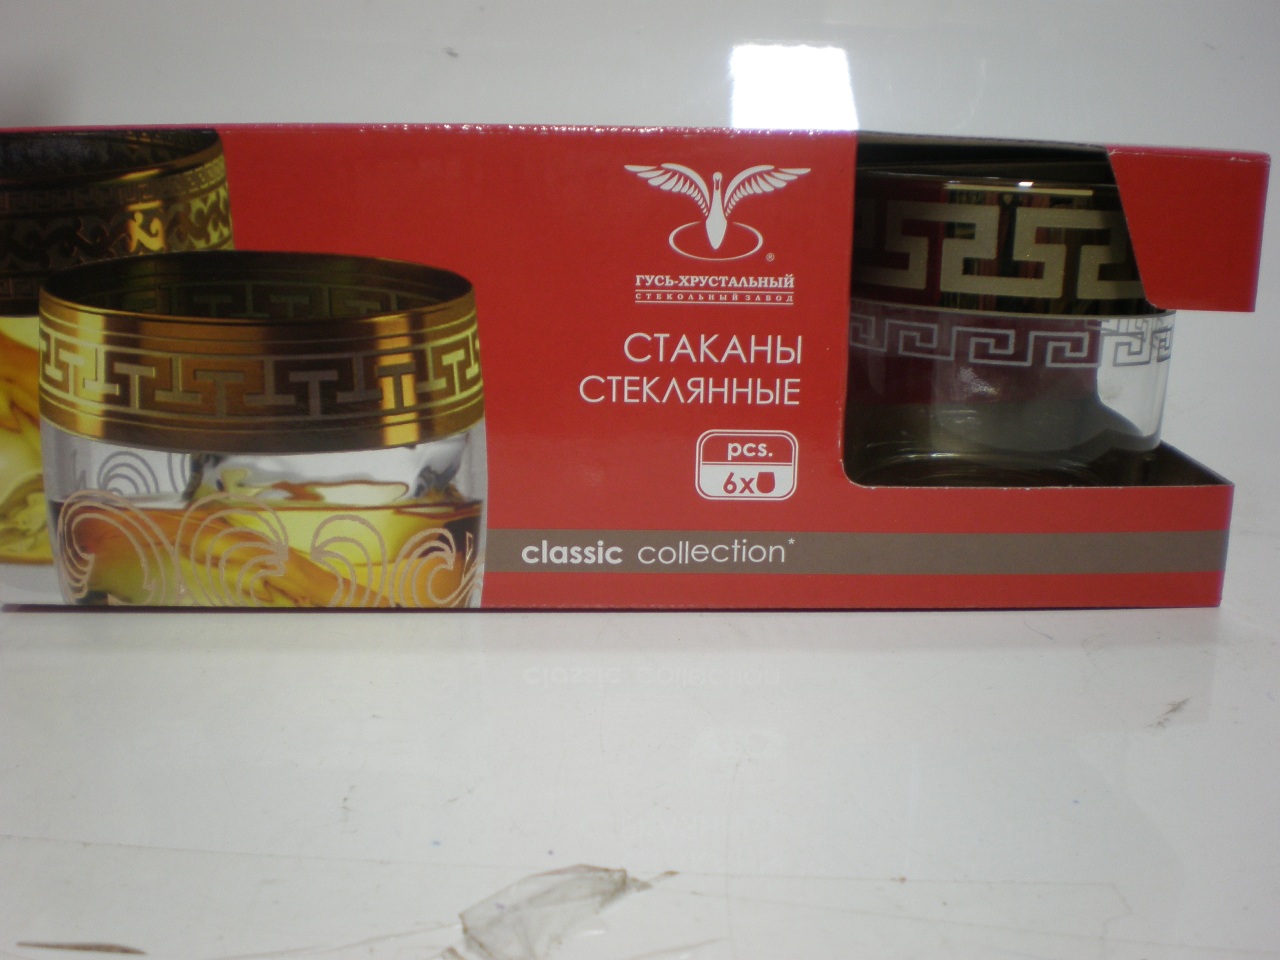 ®
ГУСЬ-ХРУСТАЛЬНЫЙ
СТЕКОЛЬНЫЙ ЗАВОД
СТАКАНЫ
СТЕКЛЯННЫЕ
pcs.
6x
classic collection*